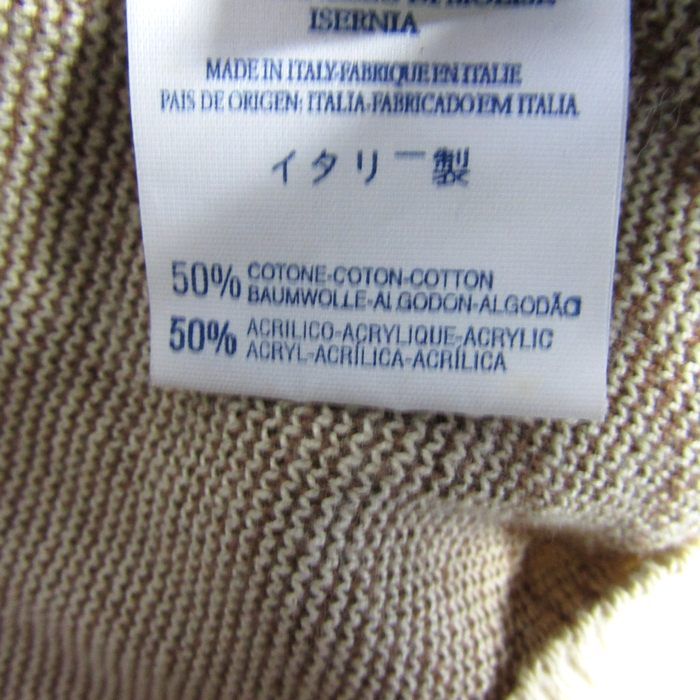 ISERNIA
MADE IN ITALY-FABRIQUE EN ITALIE
PAIS DE ORIGEN: ITALIA-FABRICADO EM ITALIA
イタリー製
50% COTONE-COTON-COTTON
BAUMWOLLE-ALGODON-ALGODÃO
50% ACRILICO-ACRYLIQUE-ACRYLIC
ACRYL-ACRÍLICA-ACRÍLICA